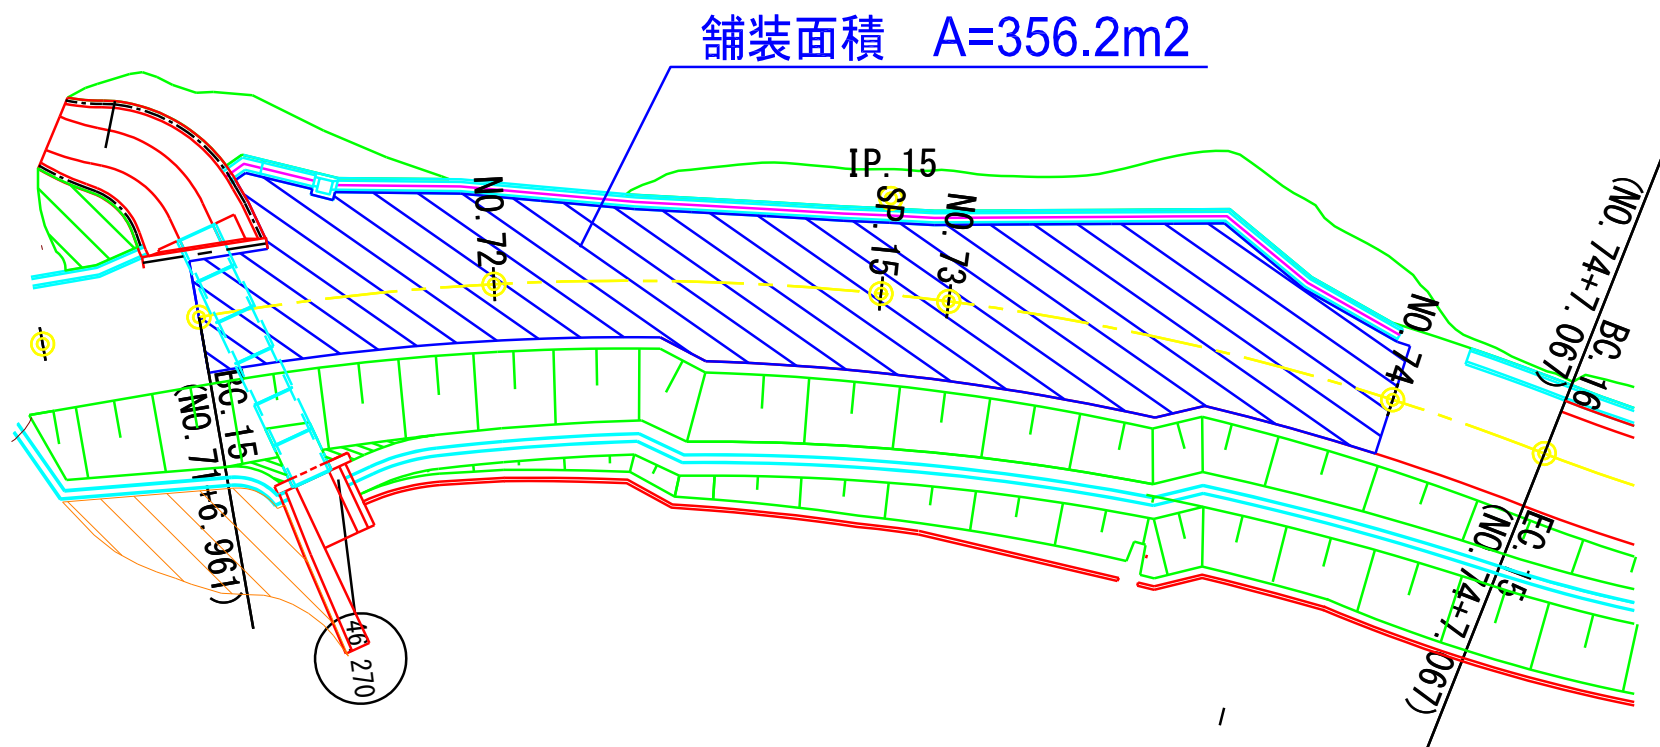 舗装面積　A=356.2m2
IP. 15
NO. 72
SP. 15
NO. 73
NO. 74
(NO. 74+7. 067)
BC. 16
BC. 15
(NO. 71+6. 961)
EC. 15
(NO. 74+7. 067)
46
270